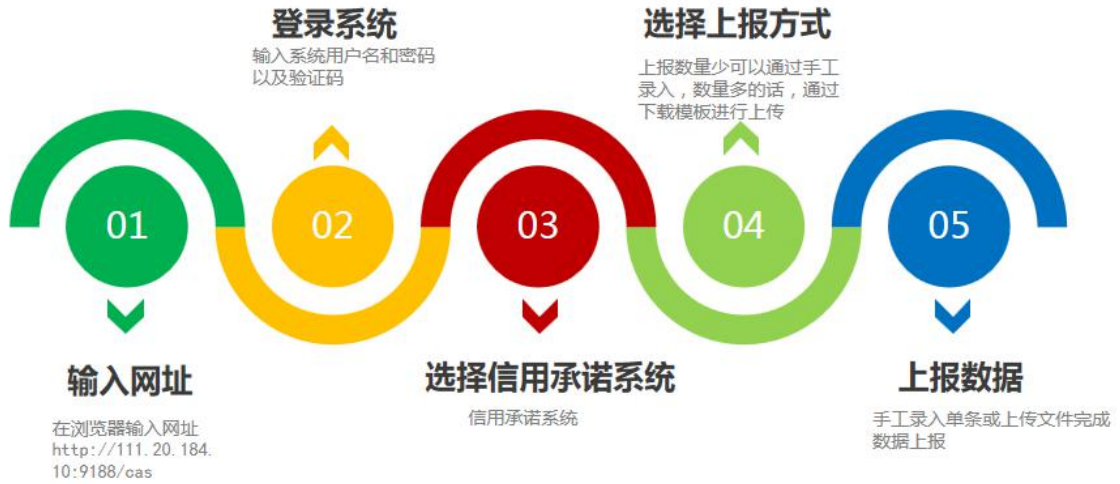 登录系统
输入系统用户名和密码
以及验证码
选择上报方式
上报数量少可以通过手工
录入，数量多的话，通过
下载模板进行上传
01
02
03
04
05
输入网址
在浏览器输入网址
http://111.20.184.
10:9188/cas
选择信用承诺系统
信用承诺系统
上报数据
手工录入单条或上传文件完成
数据上报